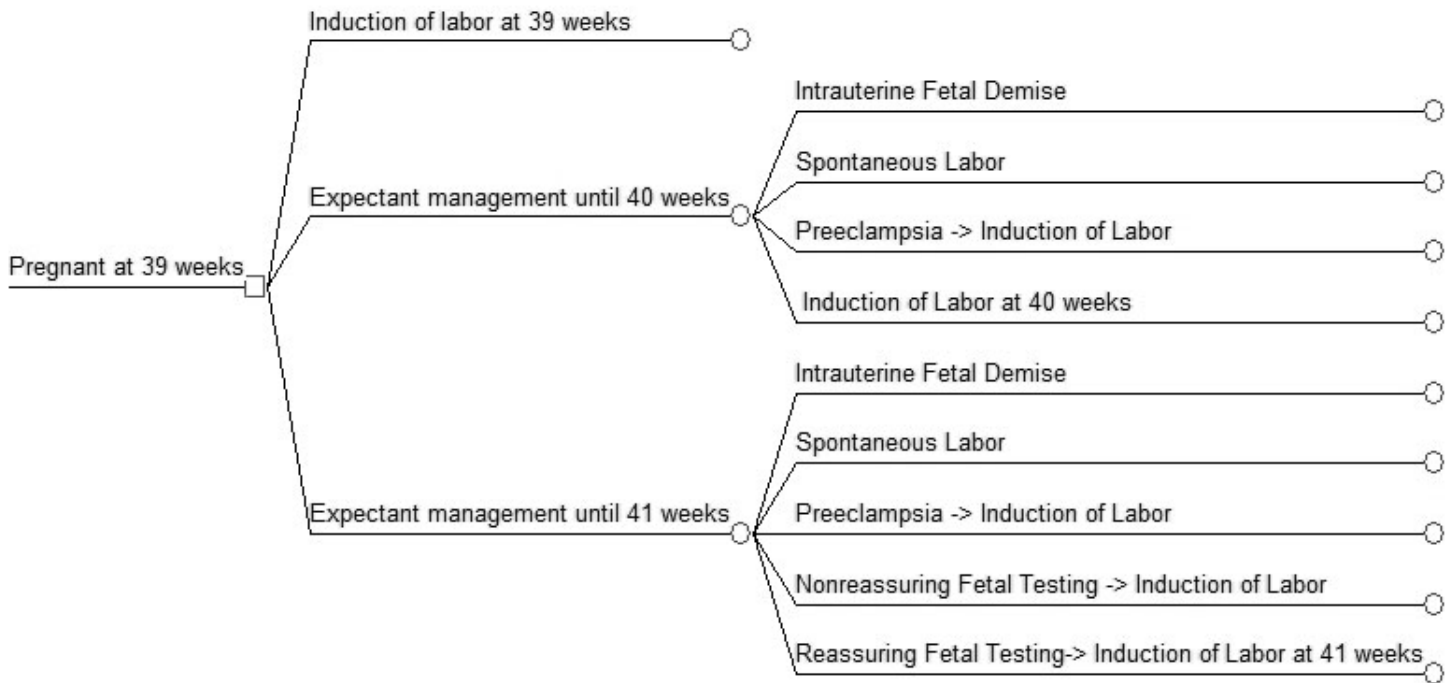 Induction of labor at 39 weeks
Intrauterine Fetal Demise
Spontaneous Labor
Expectant management until 40 weeks
Preeclampsia -> Induction of Labor
Pregnant at 39 weeks
Induction of Labor at 40 weeks
Intrauterine Fetal Demise
Spontaneous Labor
Expectant management until 41 weeks
Preeclampsia -> Induction of Labor
Nonreassuring Fetal Testing -> Induction of Labor
Reassuring Fetal Testing-> Induction of Labor at 41 weeks